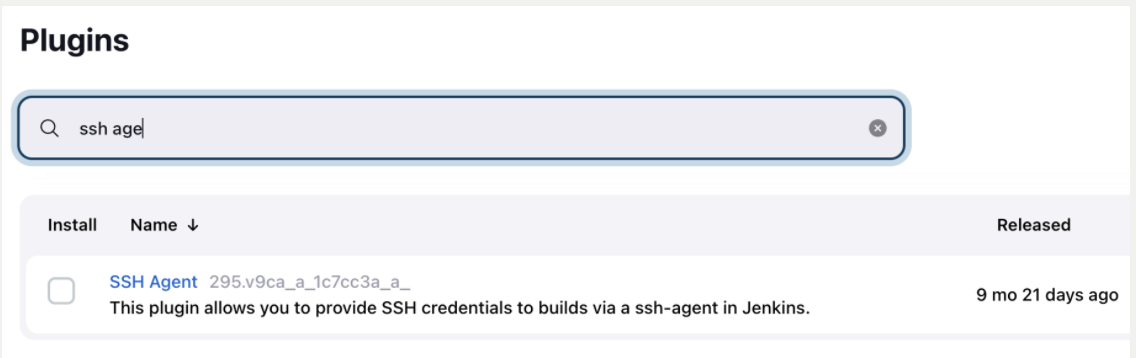 Plugins
ssh age
Install Name ↓ Released
SSH Agent 295.v9ca_a_1c7cc3a_a_
This plugin allows you to provide SSH credentials to builds via a ssh-agent in Jenkins.
9 mo 21 days ago